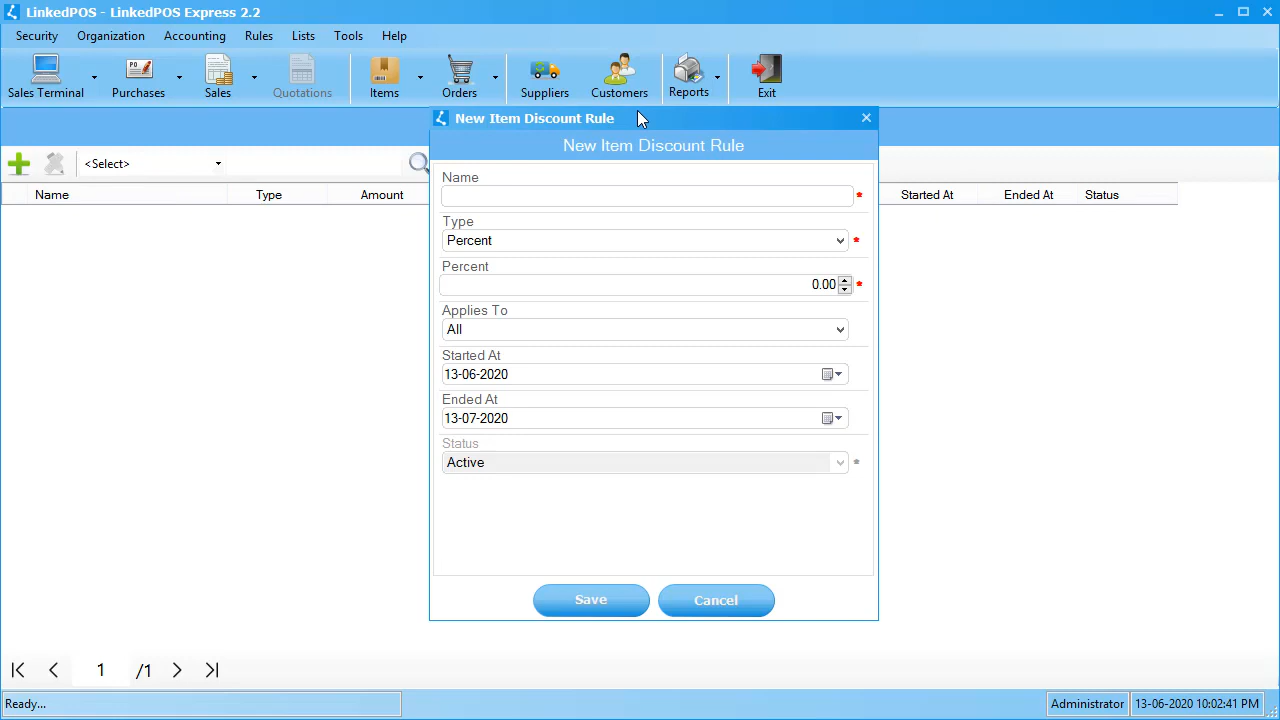 LinkedPOS - LinkedPOS Express 2.2
Security Organization Accounting Rules Lists Tools Help
Sales Terminal Purchases Sales Quotations Items Orders Suppliers Customers Reports Exit
PO
New Item Discount Rule
New Item Discount Rule
<Select>
Name Type Amount Started At Ended At Status
Name
*
Type
Percent *
Percent
0.00 *
Applies To
All
Started At
13-06-2020
Ended At
13-07-2020
Status
Active *
Save Cancel
1 /1
Ready... Administrator 13-06-2020 10:02:41 PM